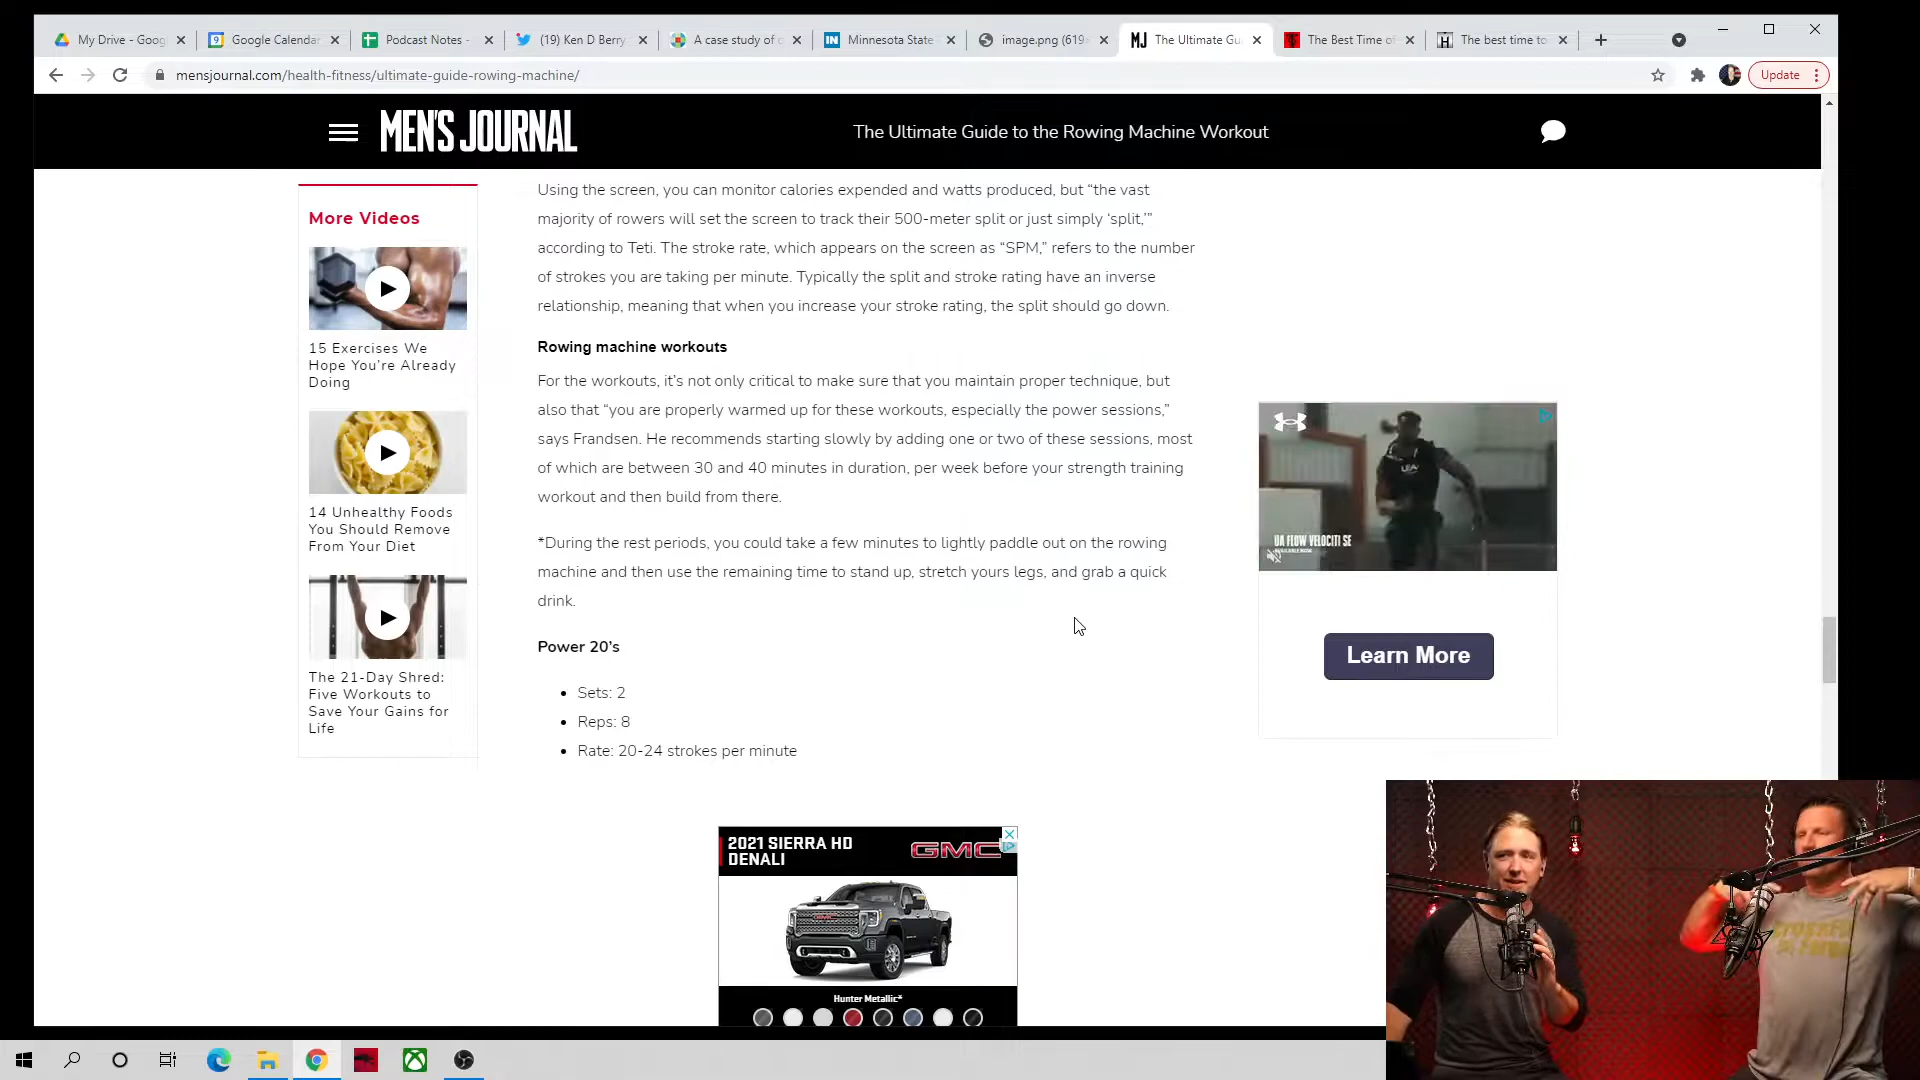 My Drive - Goog
Google Calendar
Podcast Notes -
(19) Ken D Berry
A case study of
Minnesota State
image.png (619×
The Ultimate Gu
The Best Time o
The best time to
mensjournal.com/health-fitness/ultimate-guide-rowing-machine/
Update
MEN'S JOURNAL
The Ultimate Guide to the Rowing Machine Workout
More Videos
15 Exercises We
Hope You're Already
Doing
14 Unhealthy Foods
You Should Remove
From Your Diet
The 21-Day Shred:
Five Workouts to
Save Your Gains for
Life
Using the screen, you can monitor calories expended and watts produced, but “the vast
majority of rowers will set the screen to track their 500-meter split or just simply ‘split,’”
according to Teti. The stroke rate, which appears on the screen as “SPM,” refers to the number
of strokes you are taking per minute. Typically the split and stroke rating have an inverse
relationship, meaning that when you increase your stroke rating, the split should go down.
Rowing machine workouts
For the workouts, it’s not only critical to make sure that you maintain proper technique, but
also that “you are properly warmed up for these workouts, especially the power sessions,”
says Frandsen. He recommends starting slowly by adding one or two of these sessions, most
of which are between 30 and 40 minutes in duration, per week before your strength training
workout and then build from there.
*During the rest periods, you could take a few minutes to lightly paddle out on the rowing
machine and then use the remaining time to stand up, stretch yours legs, and grab a quick
drink.
Power 20’s
• Sets: 2
• Reps: 8
• Rate: 20-24 strokes per minute
UA FLOW VELOCITI SE
Learn More
2021 SIERRA HD
DENALI
GMC
Hunter Metallic*